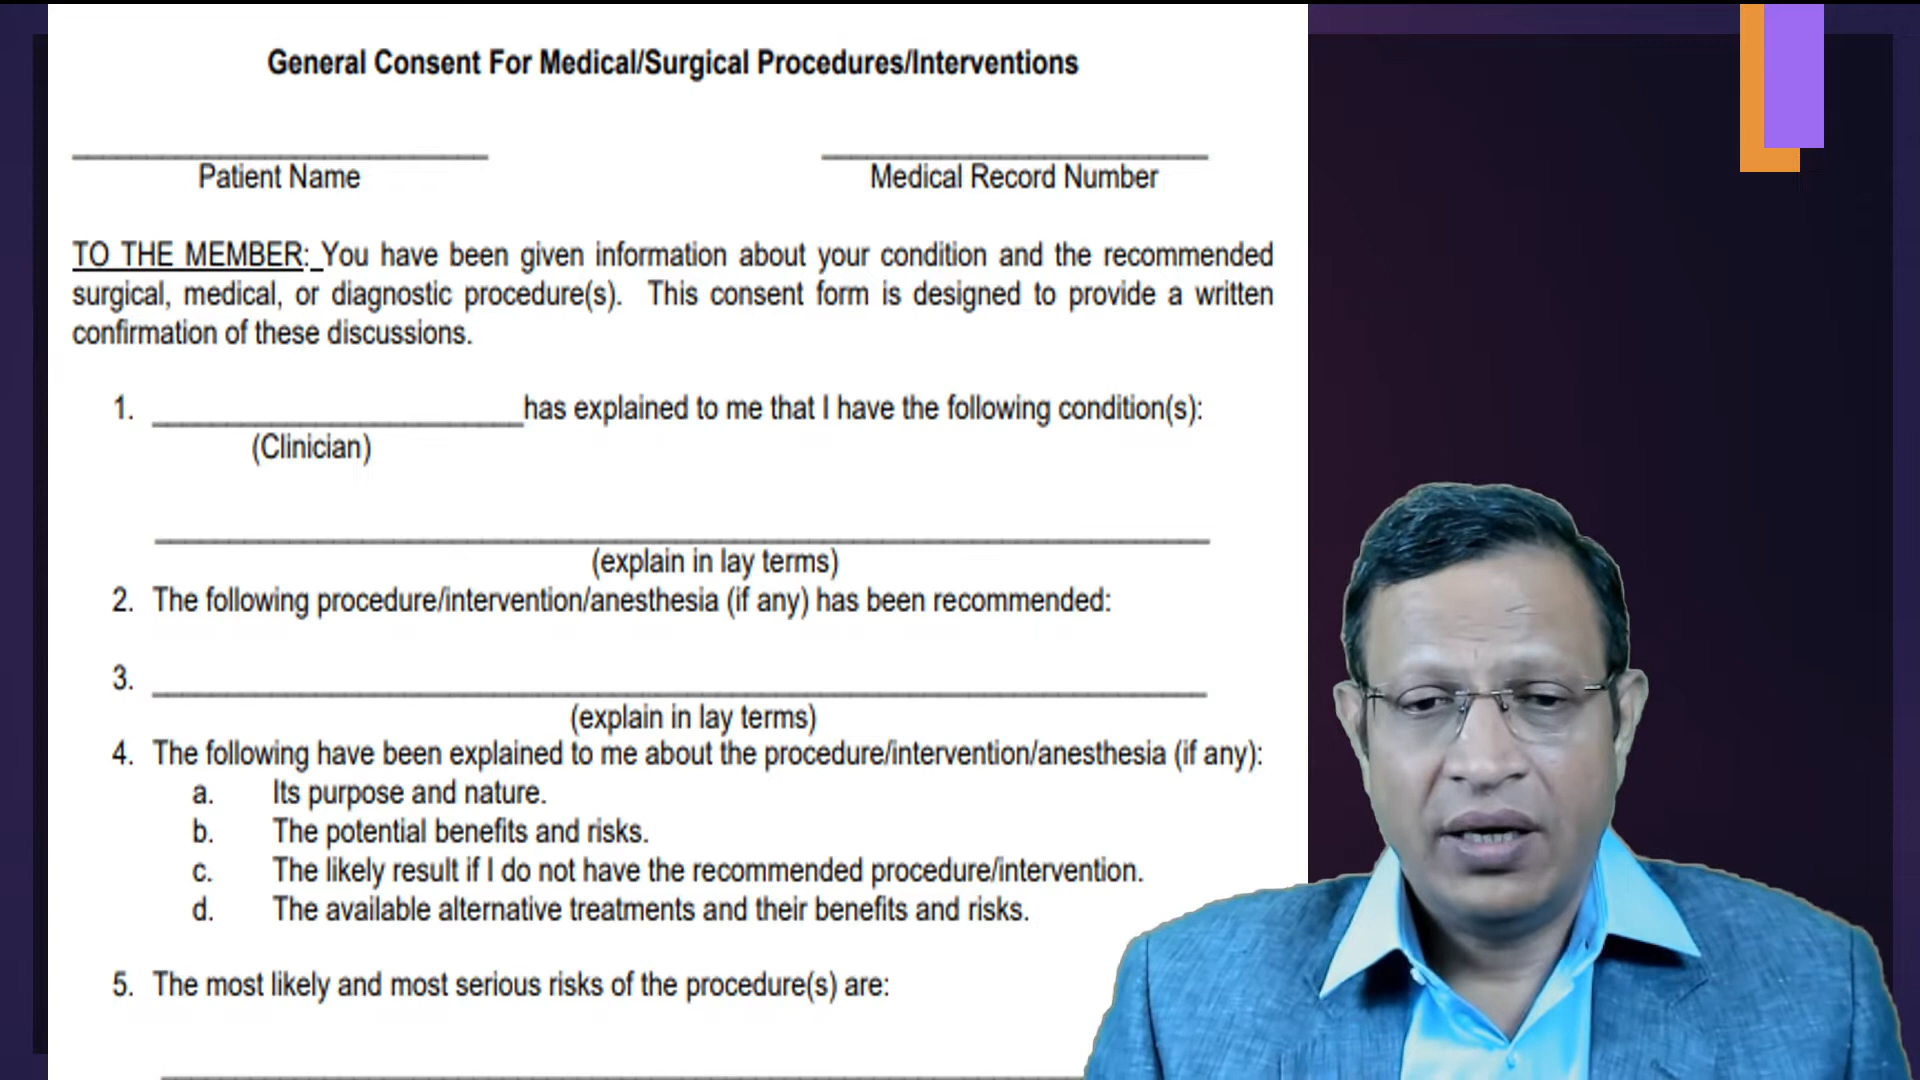 General Consent For Medical/Surgical Procedures/Interventions
Patient Name
Medical Record Number
TO THE MEMBER: You have been given information about your condition and the recommended
surgical, medical, or diagnostic procedure(s). This consent form is designed to provide a written
confirmation of these discussions.
1. has explained to me that I have the following condition(s):
(Clinician)
(explain in lay terms)
2. The following procedure/intervention/anesthesia (if any) has been recommended:
3.
(explain in lay terms)
4. The following have been explained to me about the procedure/intervention/anesthesia (if any):
a. Its purpose and nature.
b. The potential benefits and risks.
c. The likely result if I do not have the recommended procedure/intervention.
d. The available alternative treatments and their benefits and risks.
5. The most likely and most serious risks of the procedure(s) are: